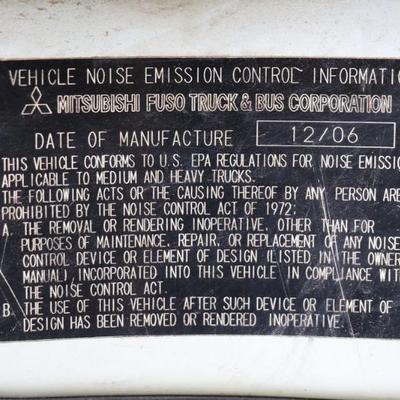 VEHICLE NOISE EMISSION CONTROL INFORMATIO
MITSUBISHI FUSO TRUCK & BUS CORPORATION
DATE OF MANUFACTURE 12/06
THIS VEHICLE CONFORMS TO U.S. EPA REGULATIONS FOR NOISE EMISSIO
APPLICABLE TO MEDIUM AND HEAVY TRUCKS.
THE FOLLOWING ACTS OR THE CAUSING THEREOF BY ANY PERSON ARE
PROHIBITED BY THE NOISE CONTROL ACT OF 1972:
A. THE REMOVAL OR RENDERING INOPERATIVE, OTHER THAN FOR
PURPOSES OF MAINTENANCE, REPAIR, OR REPLACEMENT OF ANY NOISE
CONTROL DEVICE OR ELEMENT OF DESIGN (LISTED IN THE OWNER
MANUAL), INCORPORATED INTO THIS VEHICLE IN COMPLIANCE WITH
THE NOISE CONTROL ACT.
B. THE USE OF THIS VEHICLE AFTER SUCH DEVICE OR ELEMENT OF
DESIGN HAS BEEN REMOVED OR RENDERED INOPERATIVE.